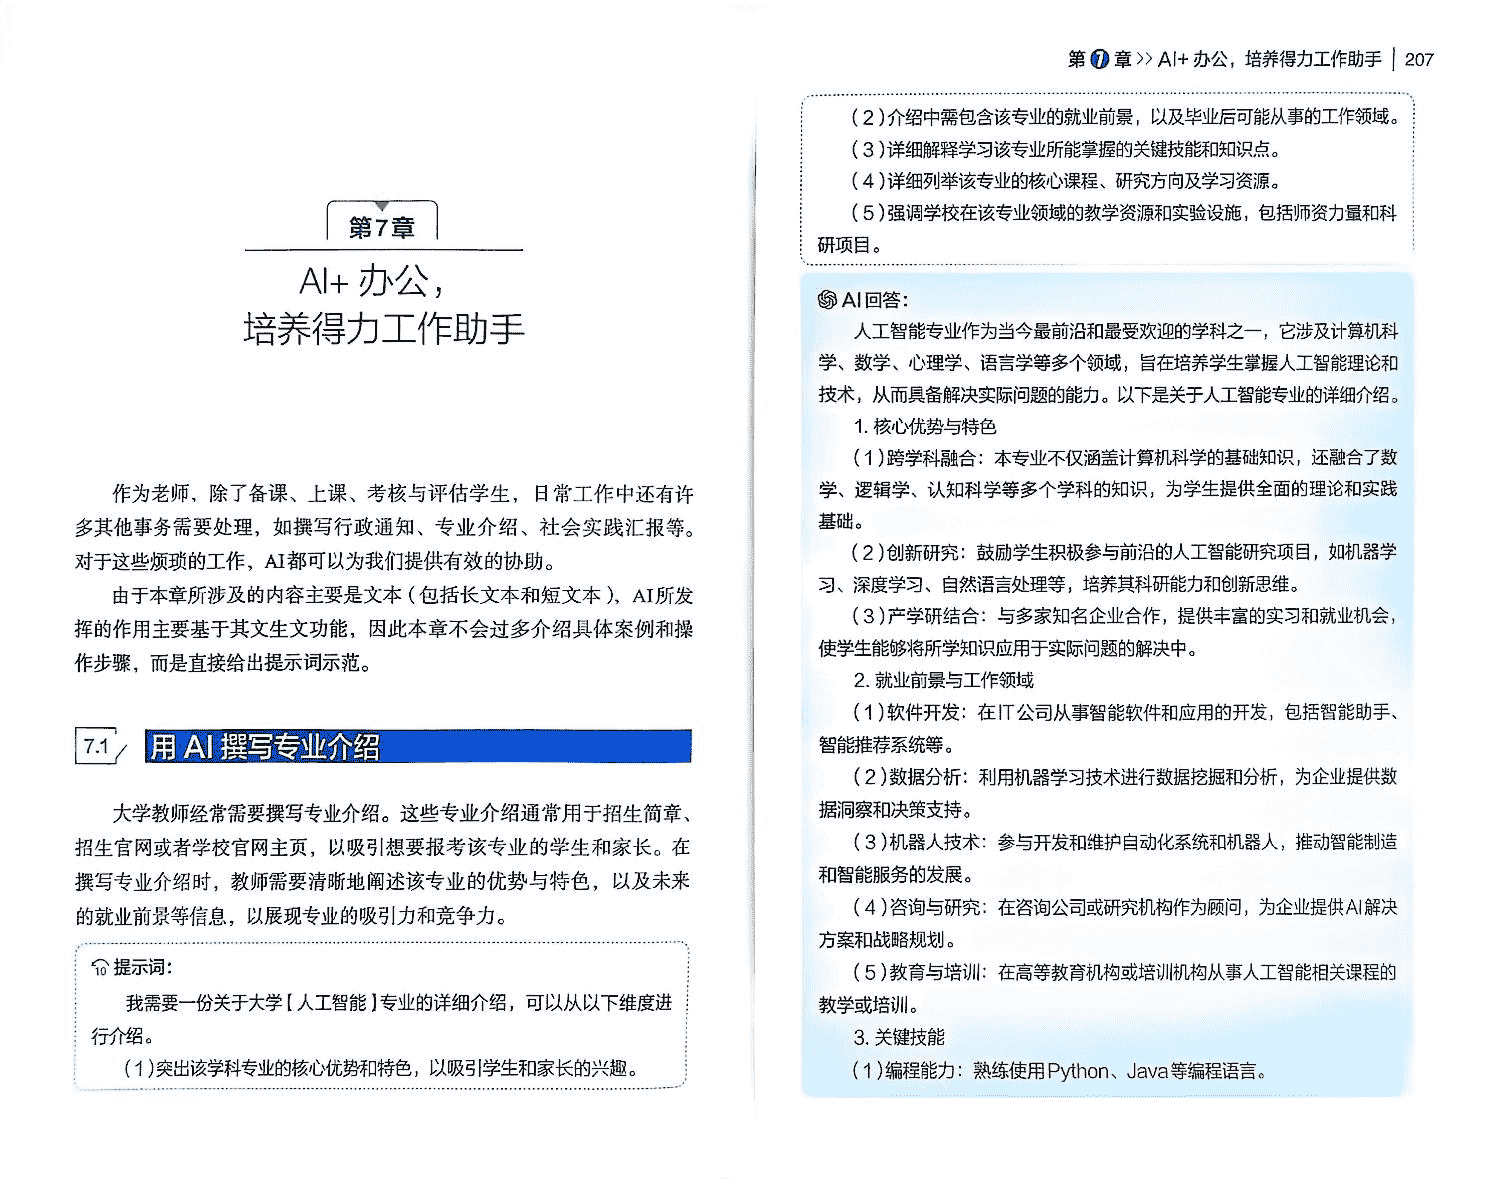 第7章
AI+ 办公，
培养得力工作助手
作为老师，除了备课、上课、考核与评估学生，日常工作中还有许
多其他事务需要处理，如撰写行政通知、专业介绍、社会实践汇报等。
对于这些烦琐的工作，AI都可以为我们提供有效的协助。
由于本章所涉及的内容主要是文本（包括长文本和短文本），AI所发
挥的作用主要基于其文生文功能，因此本章不会过多介绍具体案例和操
作步骤，而是直接给出提示词示范。
7.1 用 AI 撰写专业介绍
大学教师经常需要撰写专业介绍。这些专业介绍通常用于招生简章、
招生官网或者学校官网主页，以吸引想要报考该专业的学生和家长。在
撰写专业介绍时，教师需要清晰地阐述该专业的优势与特色，以及未来
的就业前景等信息，以展现专业的吸引力和竞争力。
提示词：
我需要一份关于大学【人工智能】专业的详细介绍，可以从以下维度进
行介绍。
（1）突出该学科专业的核心优势和特色，以吸引学生和家长的兴趣。
第7章 >> AI+ 办公，培养得力工作助手 | 207
（2）介绍中需包含该专业的就业前景，以及毕业后可能从事的工作领域。
（3）详细解释学习该专业所能掌握的关键技能和知识点。
（4）详细列举该专业的核心课程、研究方向及学习资源。
（5）强调学校在该专业领域的教学资源和实验设施，包括师资力量和科
研项目。
AI回答：
人工智能专业作为当今最前沿和最受欢迎的学科之一，它涉及计算机科
学、数学、心理学、语言学等多个领域，旨在培养学生掌握人工智能理论和
技术，从而具备解决实际问题的能力。以下是关于人工智能专业的详细介绍。
1. 核心优势与特色
（1）跨学科融合：本专业不仅涵盖计算机科学的基础知识，还融合了数
学、逻辑学、认知科学等多个学科的知识，为学生提供全面的理论和实践
基础。
（2）创新研究：鼓励学生积极参与前沿的人工智能研究项目，如机器学
习、深度学习、自然语言处理等，培养其科研能力和创新思维。
（3）产学研结合：与多家知名企业合作，提供丰富的实习和就业机会，
使学生能够将所学知识应用于实际问题的解决中。
2. 就业前景与工作领域
（1）软件开发：在IT公司从事智能软件和应用的开发，包括智能助手、
智能推荐系统等。
（2）数据分析：利用机器学习技术进行数据挖掘和分析，为企业提供数
据洞察和决策支持。
（3）机器人技术：参与开发和维护自动化系统和机器人，推动智能制造
和智能服务的发展。
（4）咨询与研究：在咨询公司或研究机构作为顾问，为企业提供AI解决
方案和战略规划。
（5）教育与培训：在高等教育机构或培训机构从事人工智能相关课程的
教学或培训。
3. 关键技能
（1）编程能力：熟练使用Python、Java等编程语言。